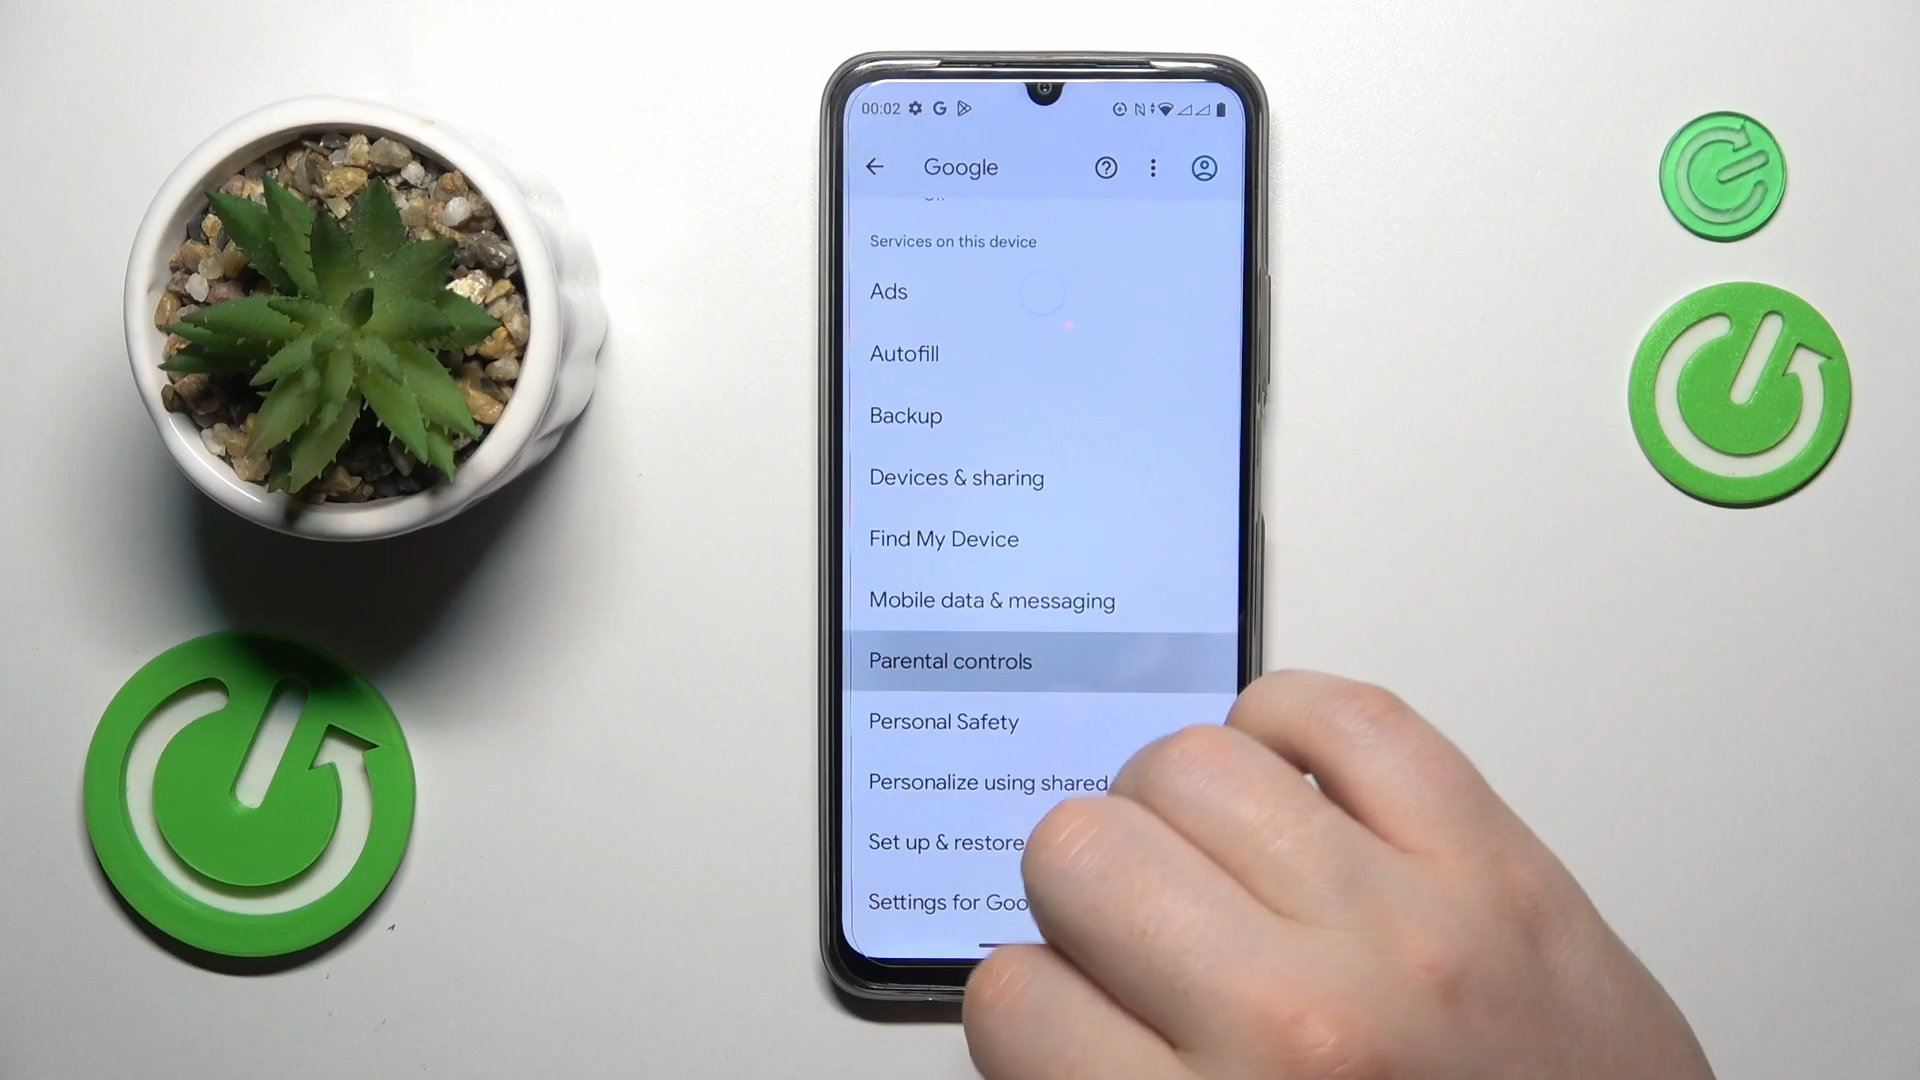 00:02
Google
Services on this device
Ads
Autofill
Backup
Devices & sharing
Find My Device
Mobile data & messaging
Parental controls
Personal Safety
Personalize using shared
Set up & restore
Settings for